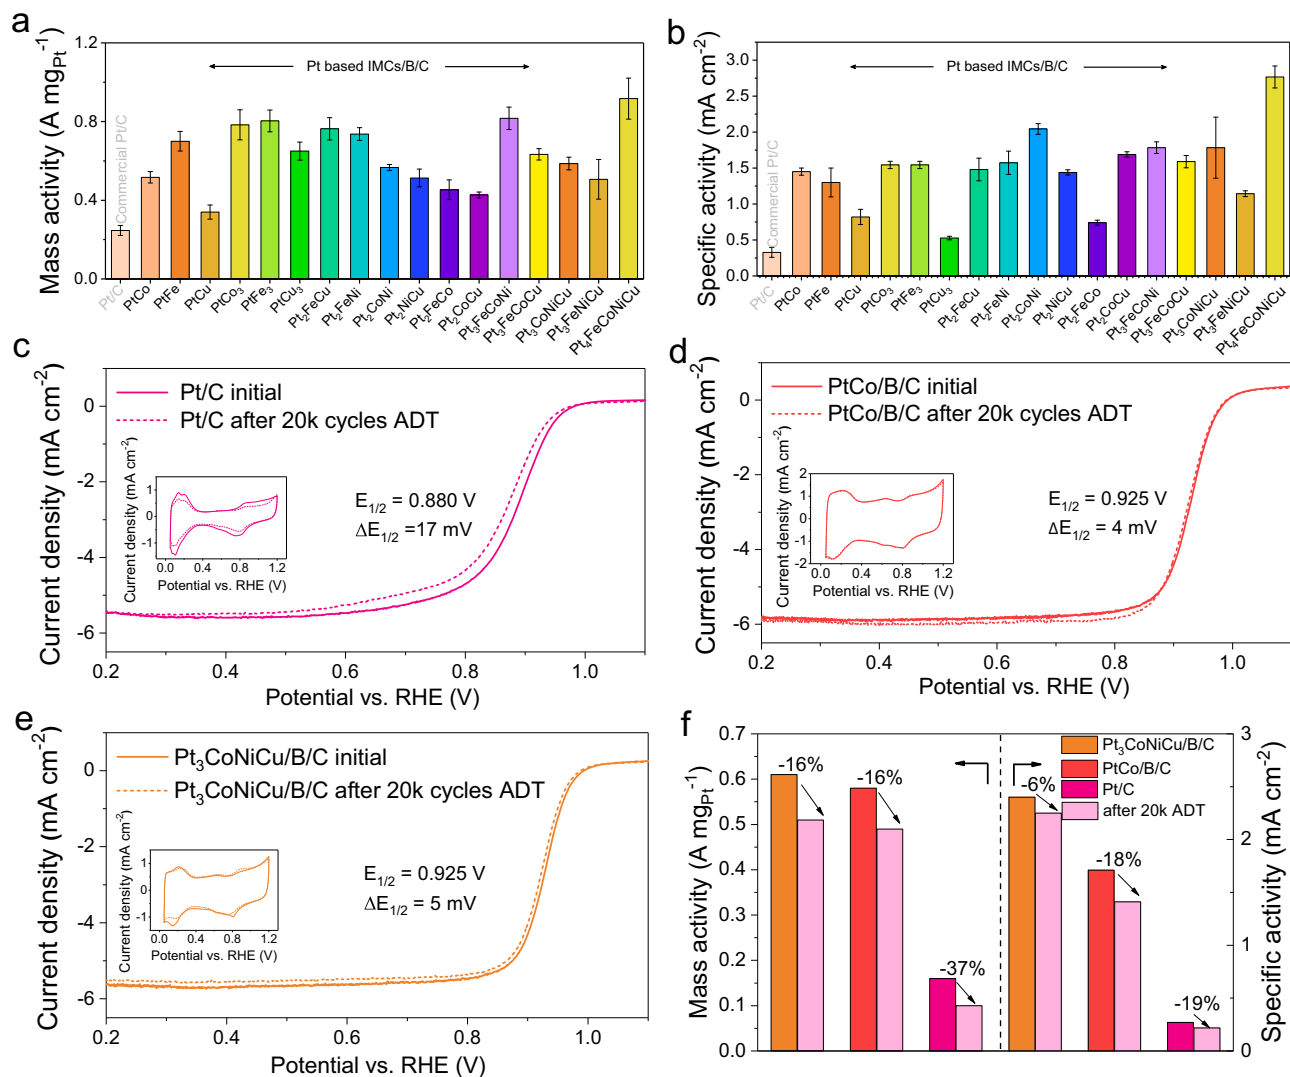 a
Mass activity (A mg_Pt^-1)
1.2
0.8
0.4
0.0
Pt based IMCs/B/C
Commercial Pt/C
Pt/C
PtCo
PtFe
PtCu
PtCo₃
PtFe₃
PtCu₃
Pt₂FeCu
Pt₂FeNi
Pt₂CoNi
Pt₂NiCu
Pt₂FeCo
Pt₂CoCu
Pt₃FeCoNi
Pt₃FeCoCu
Pt₃CoNiCu
Pt₃FeNiCu
Pt₄FeCoNiCu
b
Specific activity (mA cm⁻²)
3.0
2.5
2.0
1.5
1.0
0.5
0.0
Pt based IMCs/B/C
Commercial Pt/C
Pt/C
PtCo
PtFe
PtCu
PtCo₃
PtFe₃
PtCu₃
Pt₂FeCu
Pt₂FeNi
Pt₂CoNi
Pt₂NiCu
Pt₂FeCo
Pt₂CoCu
Pt₃FeCoNi
Pt₃FeCoCu
Pt₃CoNiCu
Pt₃FeNiCu
Pt₄FeCoNiCu
c
Current density (mA cm⁻²)
0
-2
-4
-6
Pt/C initial
Pt/C after 20k cycles ADT
Current density (mA cm⁻²)
1
0
-1
0.0 0.4 0.8 1.2
Potential vs. RHE (V)
E₁/₂ = 0.880 V
ΔE₁/₂ =17 mV
0.2 0.4 0.6 0.8 1.0
Potential vs. RHE (V)
d
Current density (mA cm⁻²)
0
-2
-4
-6
PtCo/B/C initial
PtCo/B/C after 20k cycles ADT
Current density (mA cm⁻²)
2
1
0
-1
-2
0.0 0.4 0.8 1.2
Potential vs. RHE (V)
E₁/₂ = 0.925 V
ΔE₁/₂ = 4 mV
0.2 0.4 0.6 0.8 1.0
Potential vs. RHE (V)
e
Current density (mA cm⁻²)
0
-2
-4
-6
Pt₃CoNiCu/B/C initial
Pt₃CoNiCu/B/C after 20k cycles ADT
Current density (mA cm⁻²)
1
0
-1
0.0 0.4 0.8 1.2
Potential vs. RHE (V)
E₁/₂ = 0.925 V
ΔE₁/₂ = 5 mV
0.2 0.4 0.6 0.8 1.0
Potential vs. RHE (V)
f
Mass activity (A mg_Pt^-1)
0.7
0.6
0.5
0.4
0.3
0.2
0.1
0.0
-16%
-16%
-37%
-6%
-18%
-19%
Pt₃CoNiCu/B/C
PtCo/B/C
Pt/C
after 20k ADT
3
2
1
0
Specific activity (mA cm⁻²)